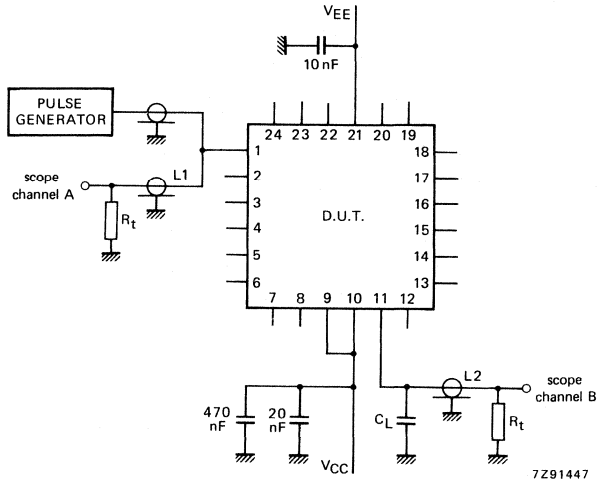 VEE
10 nF
PULSE
GENERATOR
24 23 22 21 20 19
1
18
L1
scope
channel A
2
17
Rt
3
16
D.U.T.
4
15
5
14
6
13
7 8 9 10 11 12
L2
scope
channel B
470
nF
20
nF
CL
Rt
VCC
7Z91447